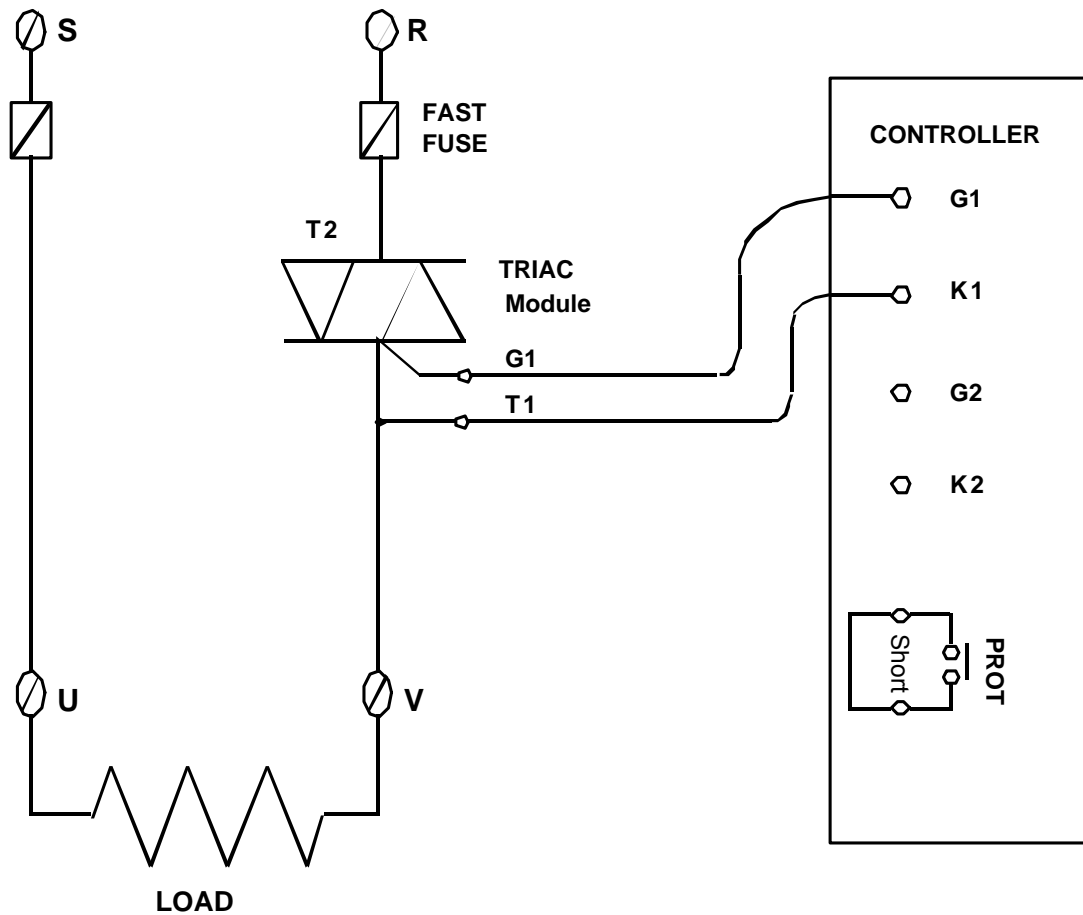 S
R
FAST
FUSE
CONTROLLER
G1
T2
TRIAC
Module
K1
G1
T1
G2
K2
Short
PROT
U
V
LOAD